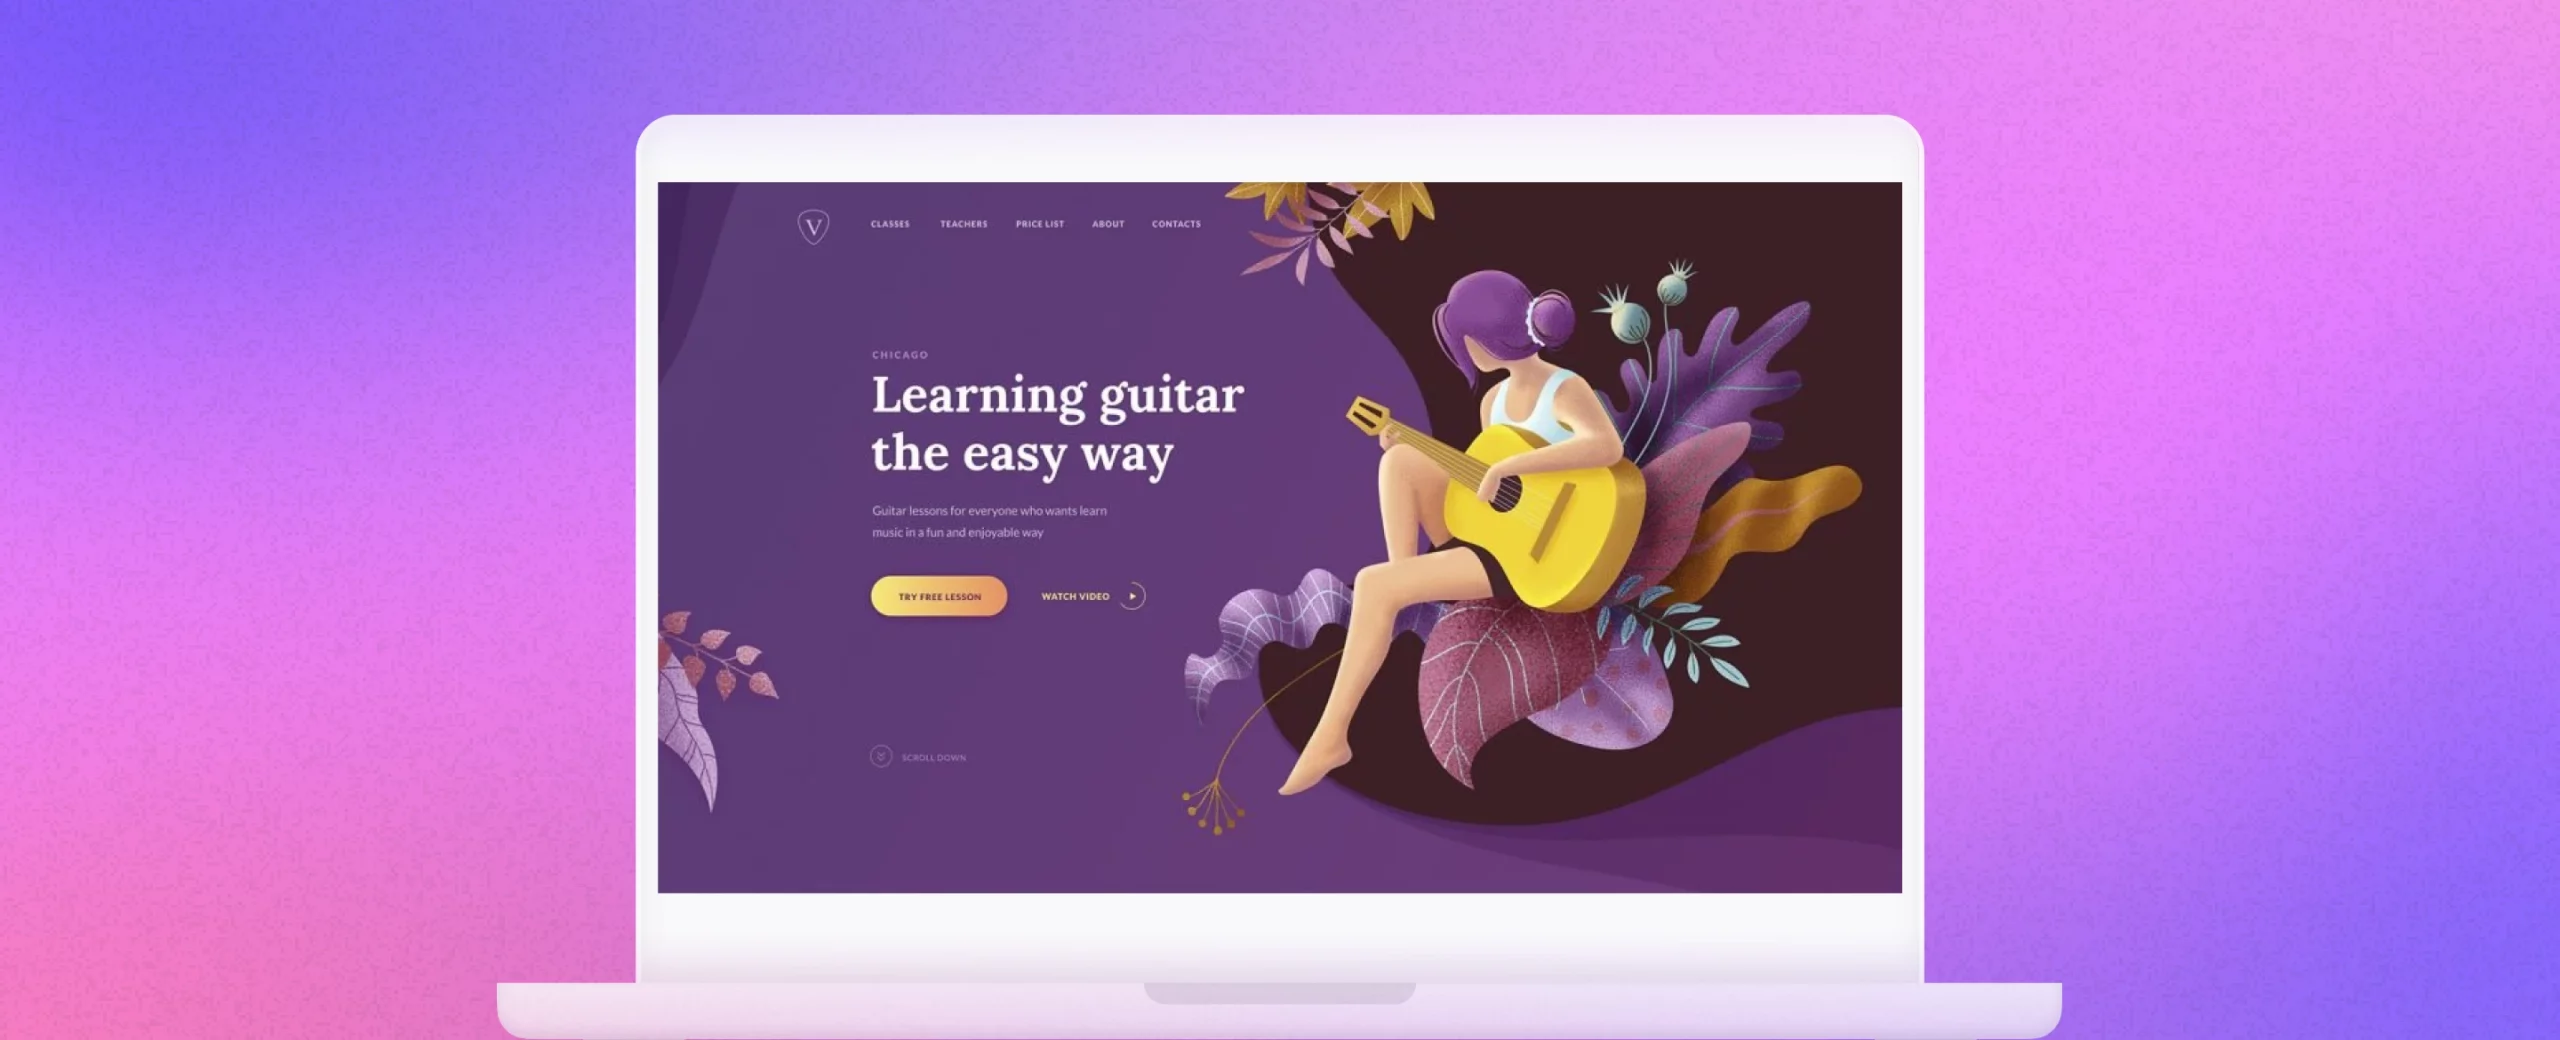 V
CLASSES TEACHERS PRICE LIST ABOUT CONTACTS
CHICAGO
Learning guitar
the easy way
Guitar lessons for everyone who wants learn
music in a fun and enjoyable way
TRY FREE LESSON WATCH VIDEO
SCROLL DOWN